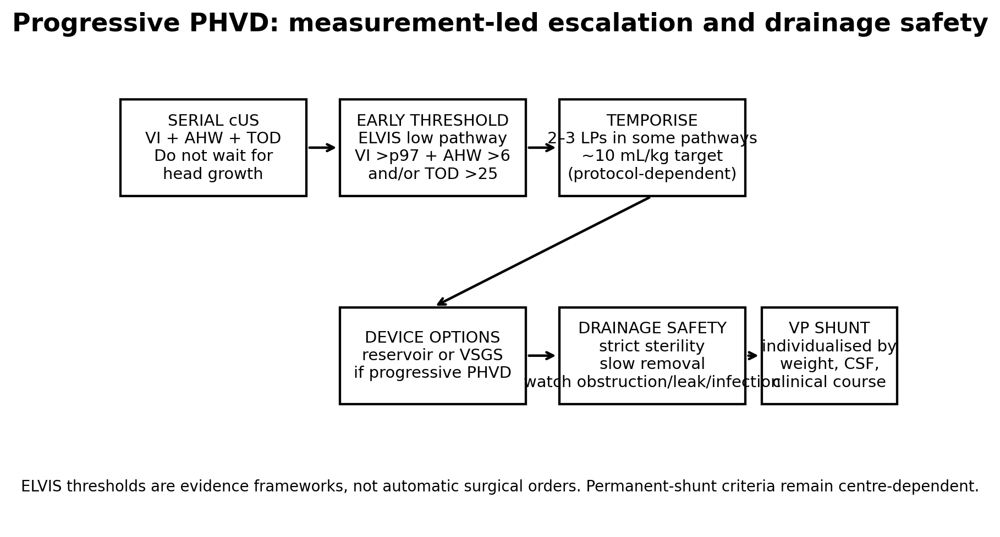 Progressive PHVD: measurement-led escalation and drainage safety
SERIAL cUS
VI + AHW + TOD
Do not wait for
head growth
EARLY THRESHOLD
ELVIS low pathway
VI >p97 + AHW >6
and/or TOD >25
TEMPORISE
2–3 LPs in some pathways
~10 mL/kg target
(protocol-dependent)
DEVICE OPTIONS
reservoir or VSGS
if progressive PHVD
DRAINAGE SAFETY
strict sterility
slow removal
watch obstruction/leak/infection
VP SHUNT
individualised by
weight, CSF,
clinical course
ELVIS thresholds are evidence frameworks, not automatic surgical orders. Permanent-shunt criteria remain centre-dependent.